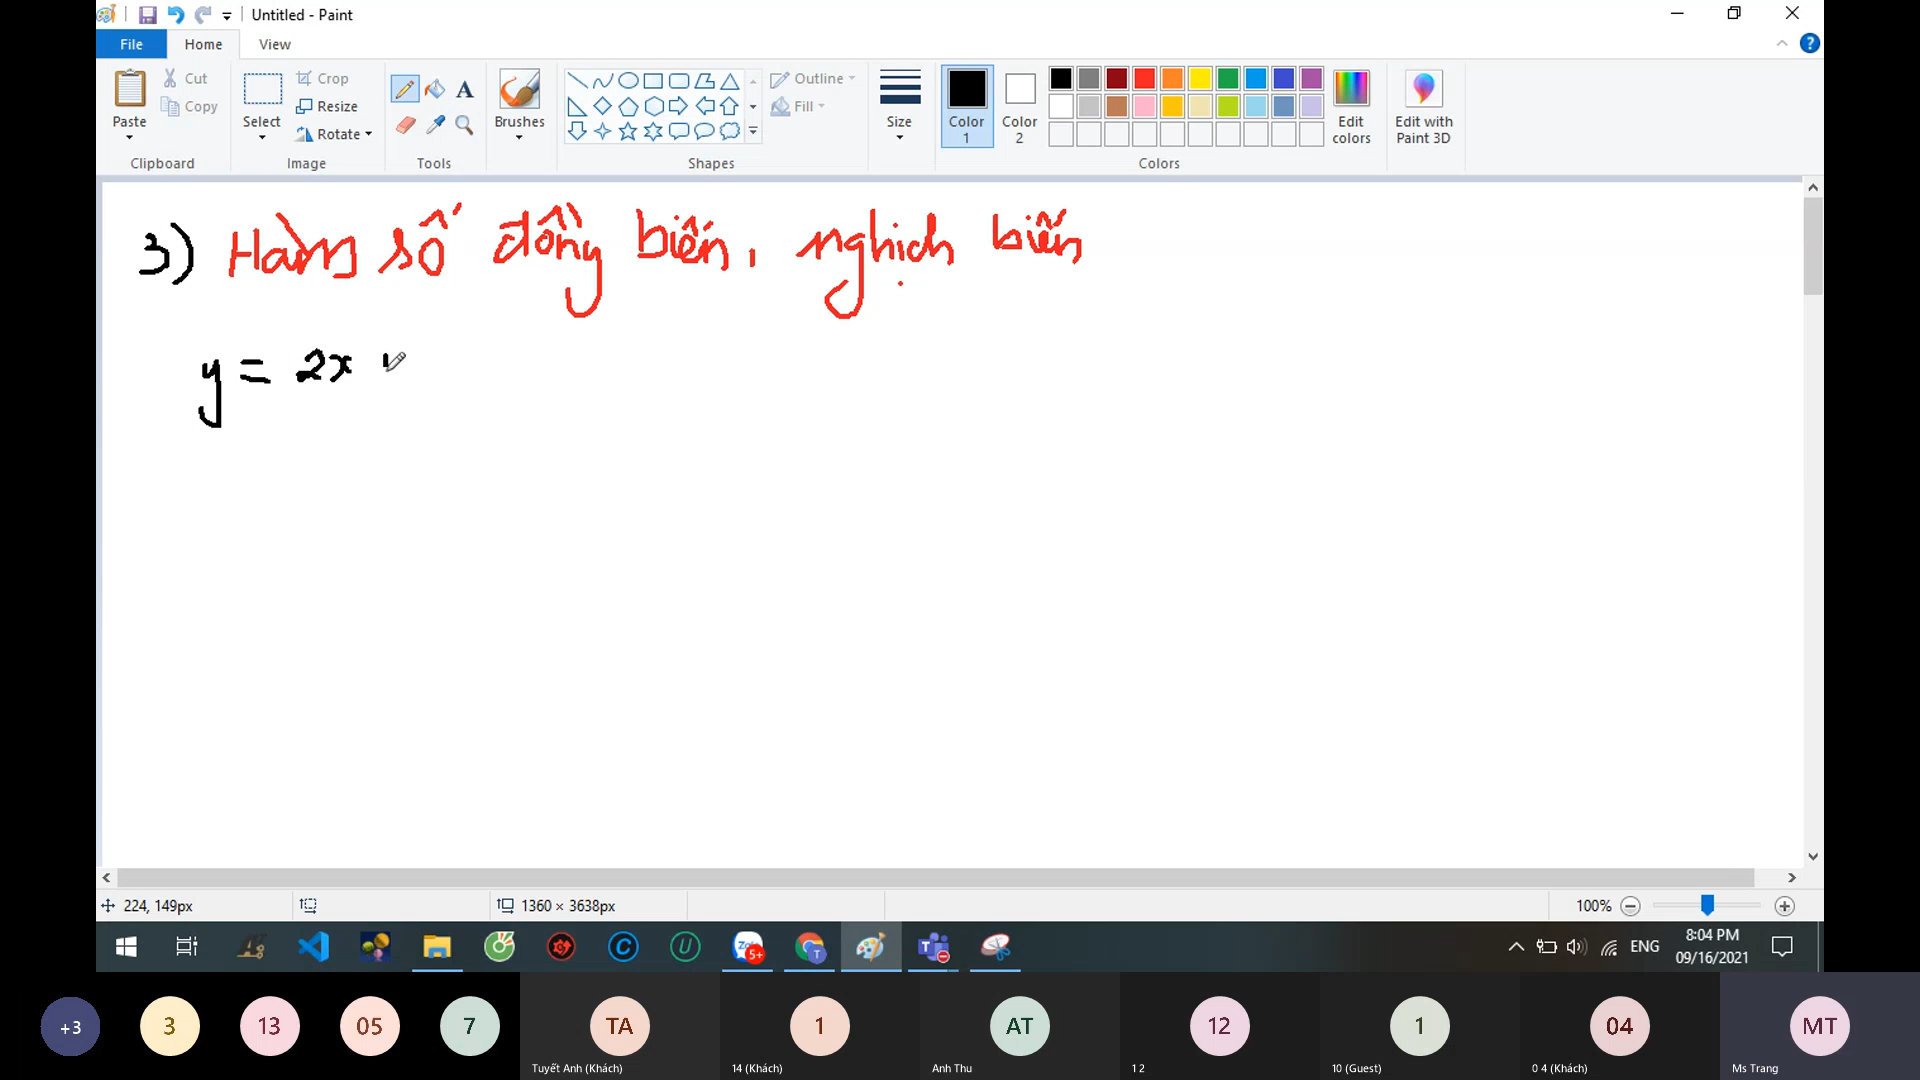 Untitled - Paint
File Home View
Paste Cut Copy Select Crop Resize Rotate Brushes Outline Fill Size Color 1 Color 2 Edit colors Edit with Paint 3D
Clipboard Image Tools Shapes Colors
3) Hàm số đồng biến, nghịch biến
y = 2x
224, 149px 1360 × 3638px 100%
ENG 8:04 PM
09/16/2021
+3 3 13 05 7 TA 1 AT 12 1 04 MT
Tuyết Anh (Khách) 14 (Khách) Anh Thu 1 2 10 (Guest) 0 4 (Khách) Ms Trang